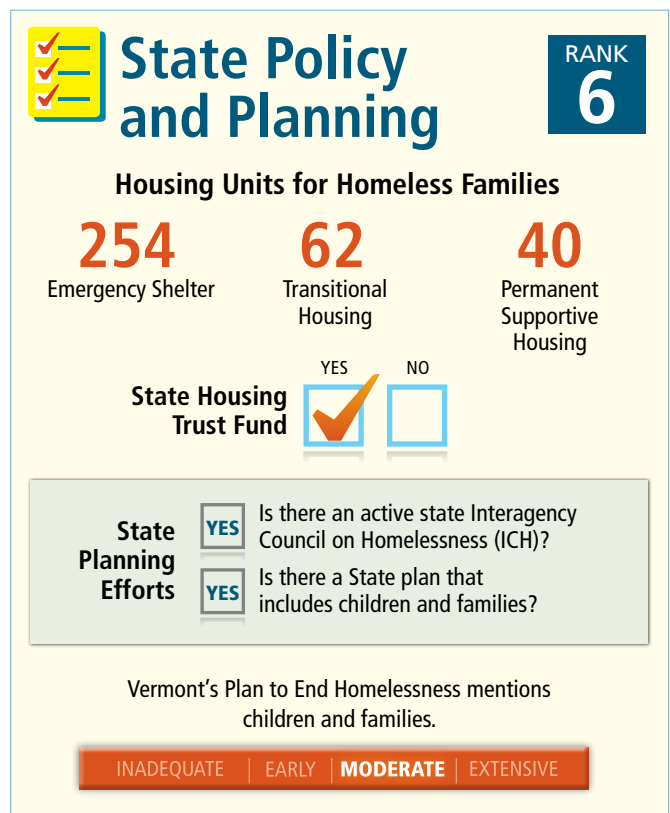 State Policy
and Planning
RANK
6
Housing Units for Homeless Families
254
Emergency Shelter
62
Transitional
Housing
40
Permanent
Supportive
Housing
YES NO
State Housing
Trust Fund
State
Planning
Efforts
YES
Is there an active state Interagency
Council on Homelessness (ICH)?
YES
Is there a State plan that
includes children and families?
Vermont's Plan to End Homelessness mentions
children and families.
INADEQUATE | EARLY | MODERATE | EXTENSIVE